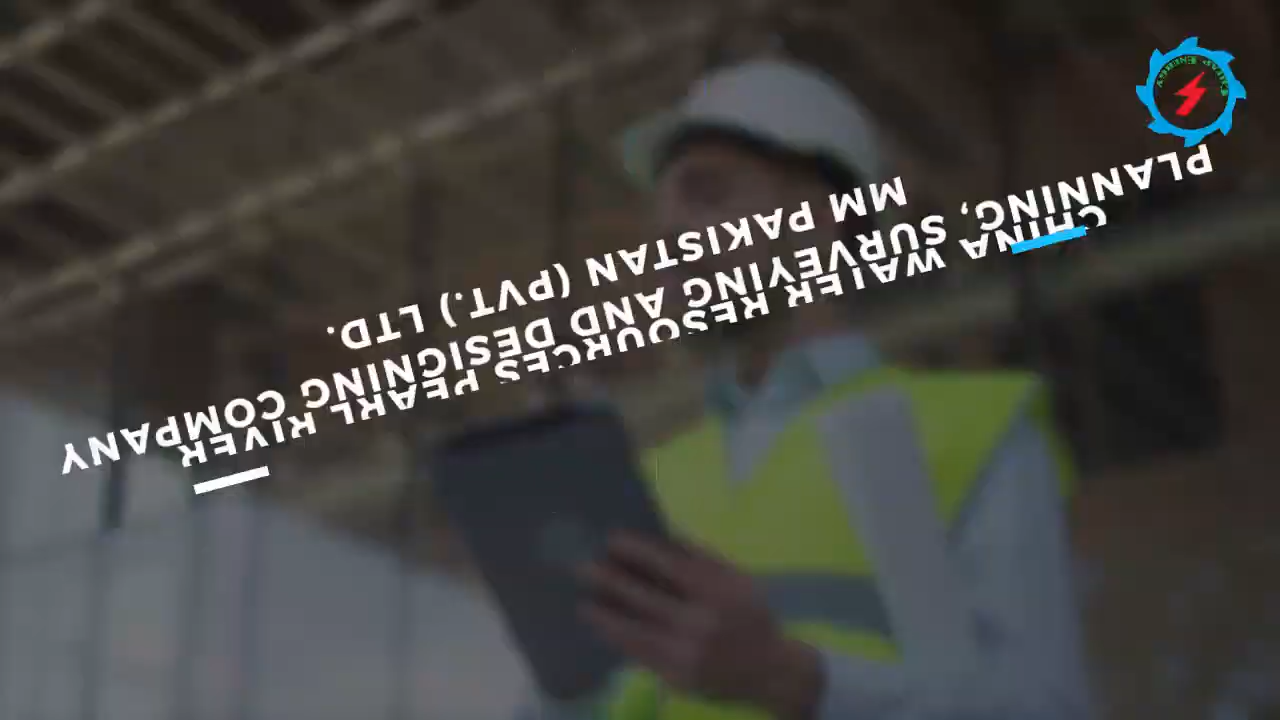 CHINA WATER RESOURCES PEARL RIVER
PLANNING, SURVEYING AND DESIGNING COMPANY
MM PAKISTAN (PVT.) LTD.